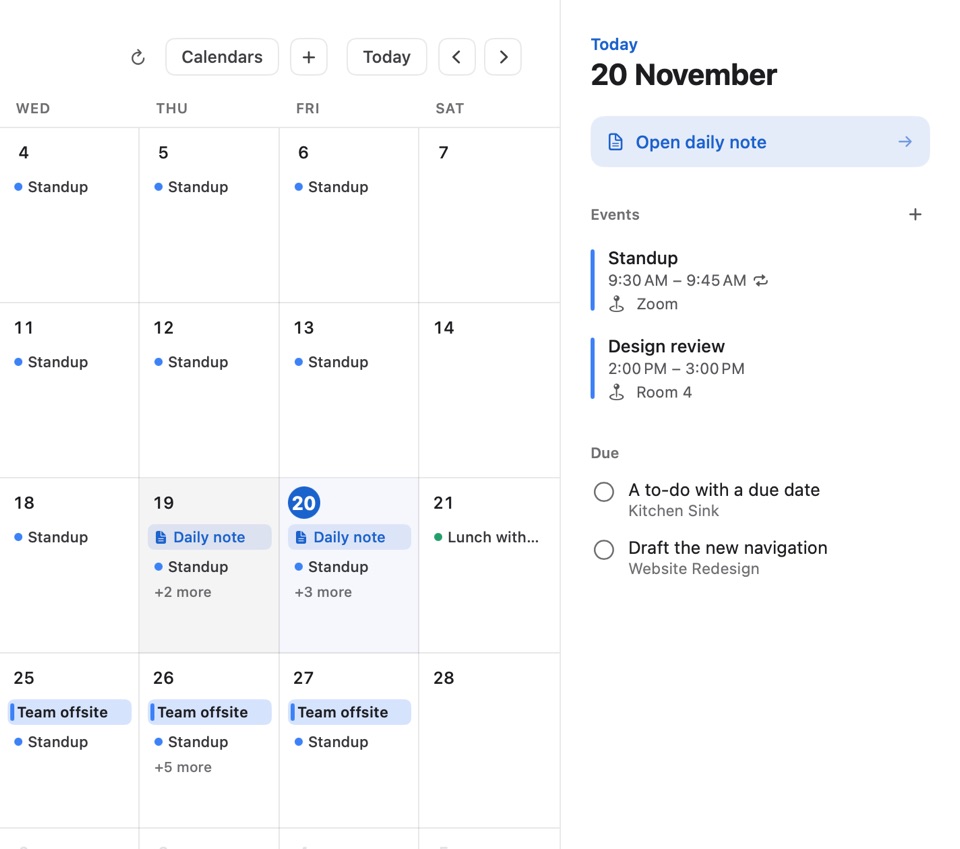 Calendars
Today
WED THU FRI SAT
4 5 6 7
Standup Standup Standup
11 12 13 14
Standup Standup Standup
18 19 20 21
Standup Daily note Daily note Lunch with...
Standup Standup
+2 more +3 more
25 26 27 28
Team offsite Team offsite Team offsite
Standup Standup Standup
+5 more
Today
20 November
Open daily note
Events
Standup
9:30 AM – 9:45 AM
Zoom
Design review
2:00 PM – 3:00 PM
Room 4
Due
A to-do with a due date
Kitchen Sink
Draft the new navigation
Website Redesign